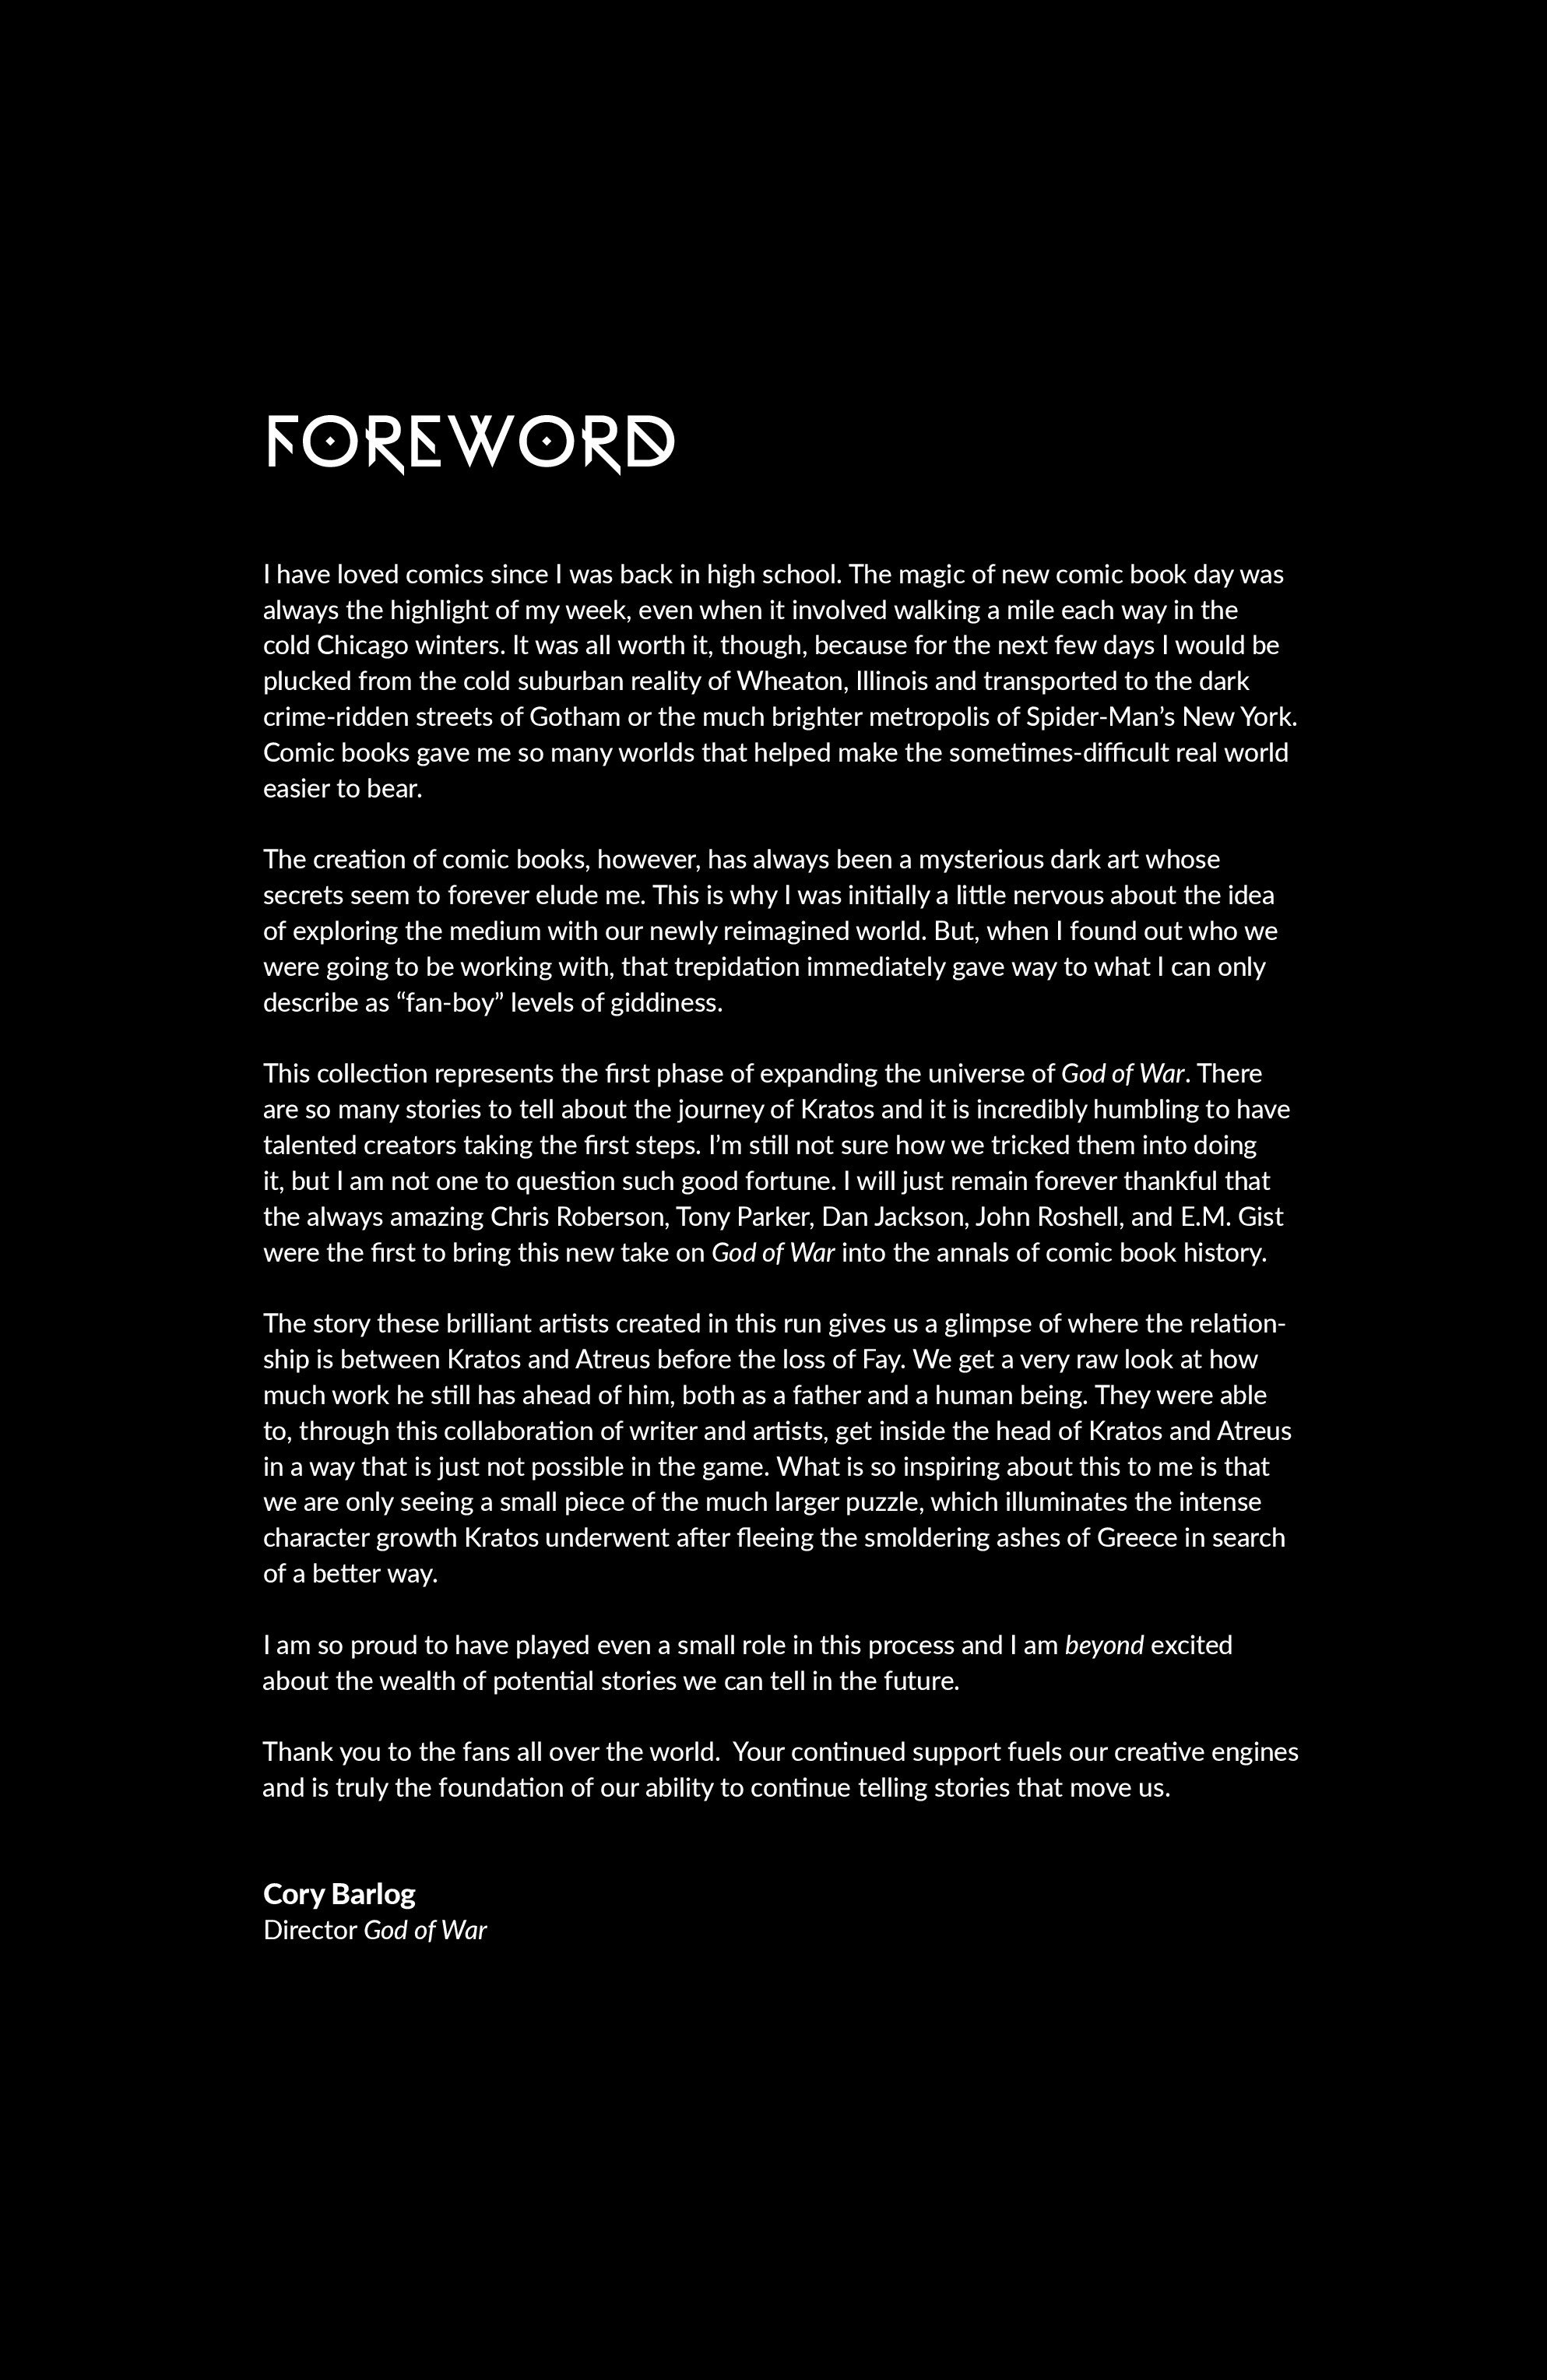 FOREWORD
I have loved comics since I was back in high school. The magic of new comic book day was
always the highlight of my week, even when it involved walking a mile each way in the
cold Chicago winters. It was all worth it, though, because for the next few days I would be
plucked from the cold suburban reality of Wheaton, Illinois and transported to the dark
crime-ridden streets of Gotham or the much brighter metropolis of Spider-Man’s New York.
Comic books gave me so many worlds that helped make the sometimes-difficult real world
easier to bear.
The creation of comic books, however, has always been a mysterious dark art whose
secrets seem to forever elude me. This is why I was initially a little nervous about the idea
of exploring the medium with our newly reimagined world. But, when I found out who we
were going to be working with, that trepidation immediately gave way to what I can only
describe as “fan-boy” levels of giddiness.
This collection represents the first phase of expanding the universe of God of War. There
are so many stories to tell about the journey of Kratos and it is incredibly humbling to have
talented creators taking the first steps. I’m still not sure how we tricked them into doing
it, but I am not one to question such good fortune. I will just remain forever thankful that
the always amazing Chris Roberson, Tony Parker, Dan Jackson, John Roshell, and E.M. Gist
were the first to bring this new take on God of War into the annals of comic book history.
The story these brilliant artists created in this run gives us a glimpse of where the relation-
ship is between Kratos and Atreus before the loss of Fay. We get a very raw look at how
much work he still has ahead of him, both as a father and a human being. They were able
to, through this collaboration of writer and artists, get inside the head of Kratos and Atreus
in a way that is just not possible in the game. What is so inspiring about this to me is that
we are only seeing a small piece of the much larger puzzle, which illuminates the intense
character growth Kratos underwent after fleeing the smoldering ashes of Greece in search
of a better way.
I am so proud to have played even a small role in this process and I am beyond excited
about the wealth of potential stories we can tell in the future.
Thank you to the fans all over the world.  Your continued support fuels our creative engines
and is truly the foundation of our ability to continue telling stories that move us.
Cory Barlog
Director God of War